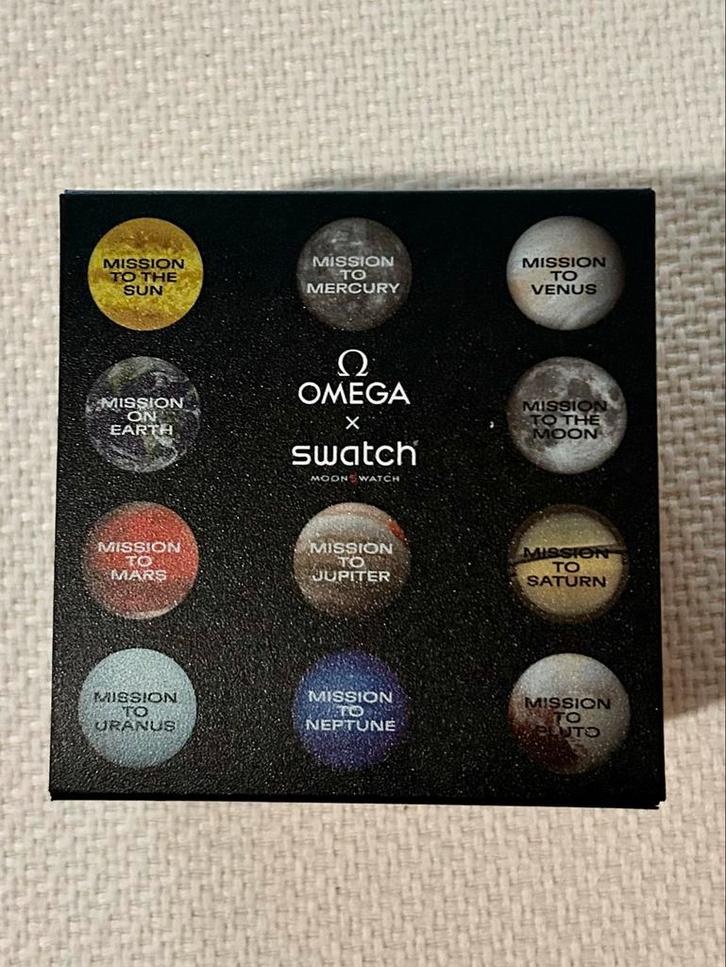 MISSION
TO THE
SUN
MISSION
TO
MERCURY
MISSION
TO
VENUS
MISSION
ON
EARTH
Ω
OMEGA
×
swatch
MOONSWATCH
MISSION
TO THE
MOON
MISSION
TO
MARS
MISSION
TO
JUPITER
MISSION
TO
SATURN
MISSION
TO
URANUS
MISSION
TO
NEPTUNE
MISSION
TO
PLUTO